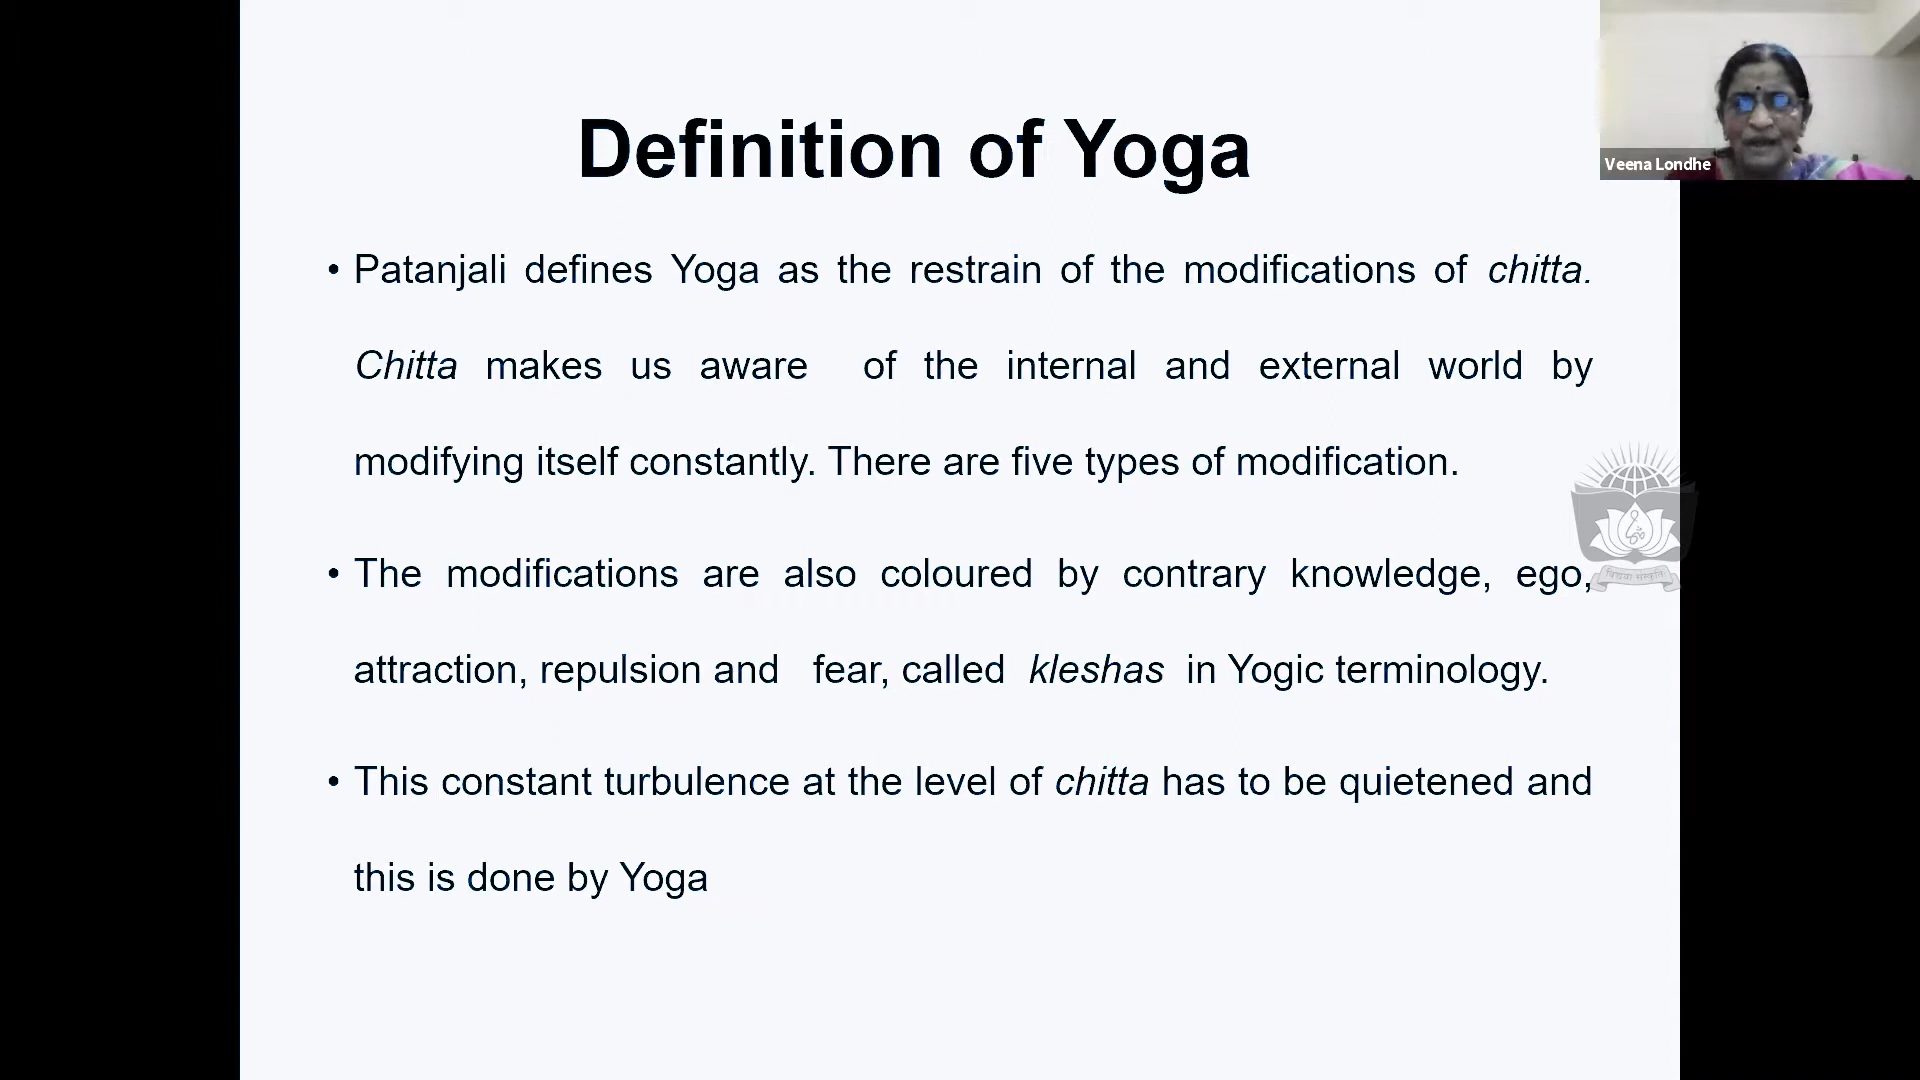 Definition of Yoga
Veena Londhe
• Patanjali defines Yoga as the restrain of the modifications of chitta.
Chitta makes us aware of the internal and external world by
modifying itself constantly. There are five types of modification.
• The modifications are also coloured by contrary knowledge, ego,
attraction, repulsion and fear, called kleshas in Yogic terminology.
• This constant turbulence at the level of chitta has to be quietened and
this is done by Yoga